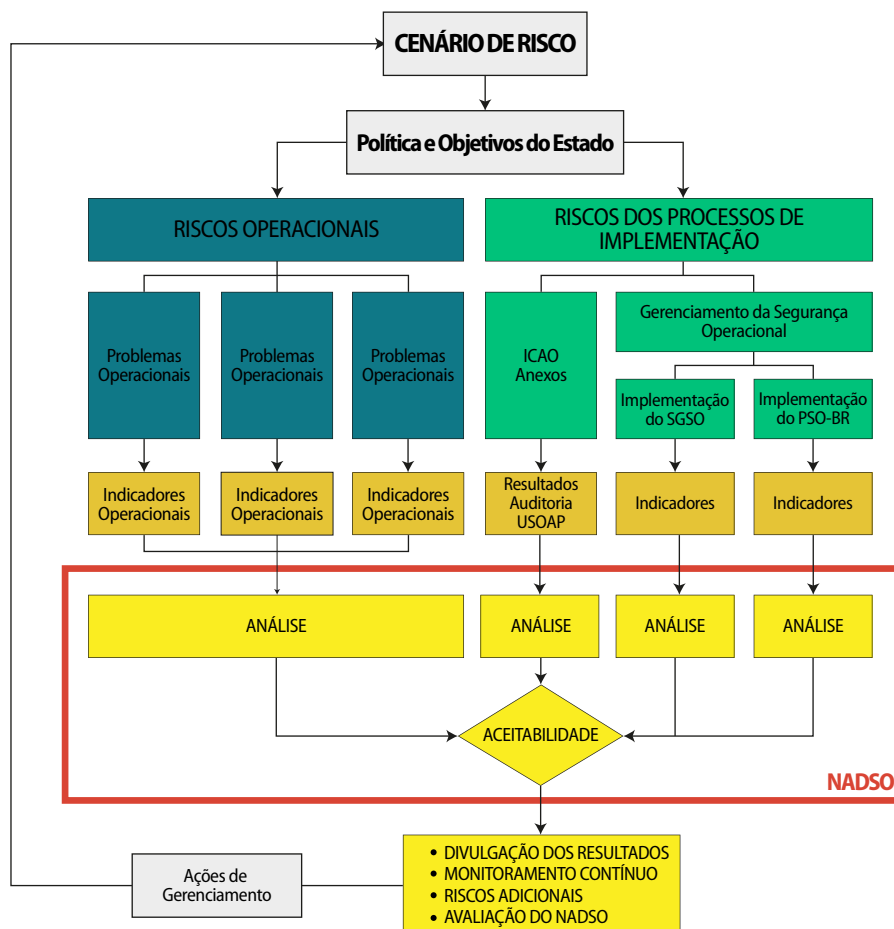 CENÁRIO DE RISCO
Política e Objetivos do Estado
RISCOS OPERACIONAIS
RISCOS DOS PROCESSOS DE
IMPLEMENTAÇÃO
Problemas
Operacionais
Problemas
Operacionais
Problemas
Operacionais
ICAO
Anexos
Gerenciamento da Segurança
Operacional
Implementação
do SGSO
Implementação
do PSO-BR
Indicadores
Operacionais
Indicadores
Operacionais
Indicadores
Operacionais
Resultados
Auditoria
USOAP
Indicadores
Indicadores
ANÁLISE
ANÁLISE
ANÁLISE
ANÁLISE
ACEITABILIDADE
NADSO
• DIVULGAÇÃO DOS RESULTADOS
• MONITORAMENTO CONTÍNUO
• RISCOS ADICIONAIS
• AVALIAÇÃO DO NADSO
Ações de
Gerenciamento